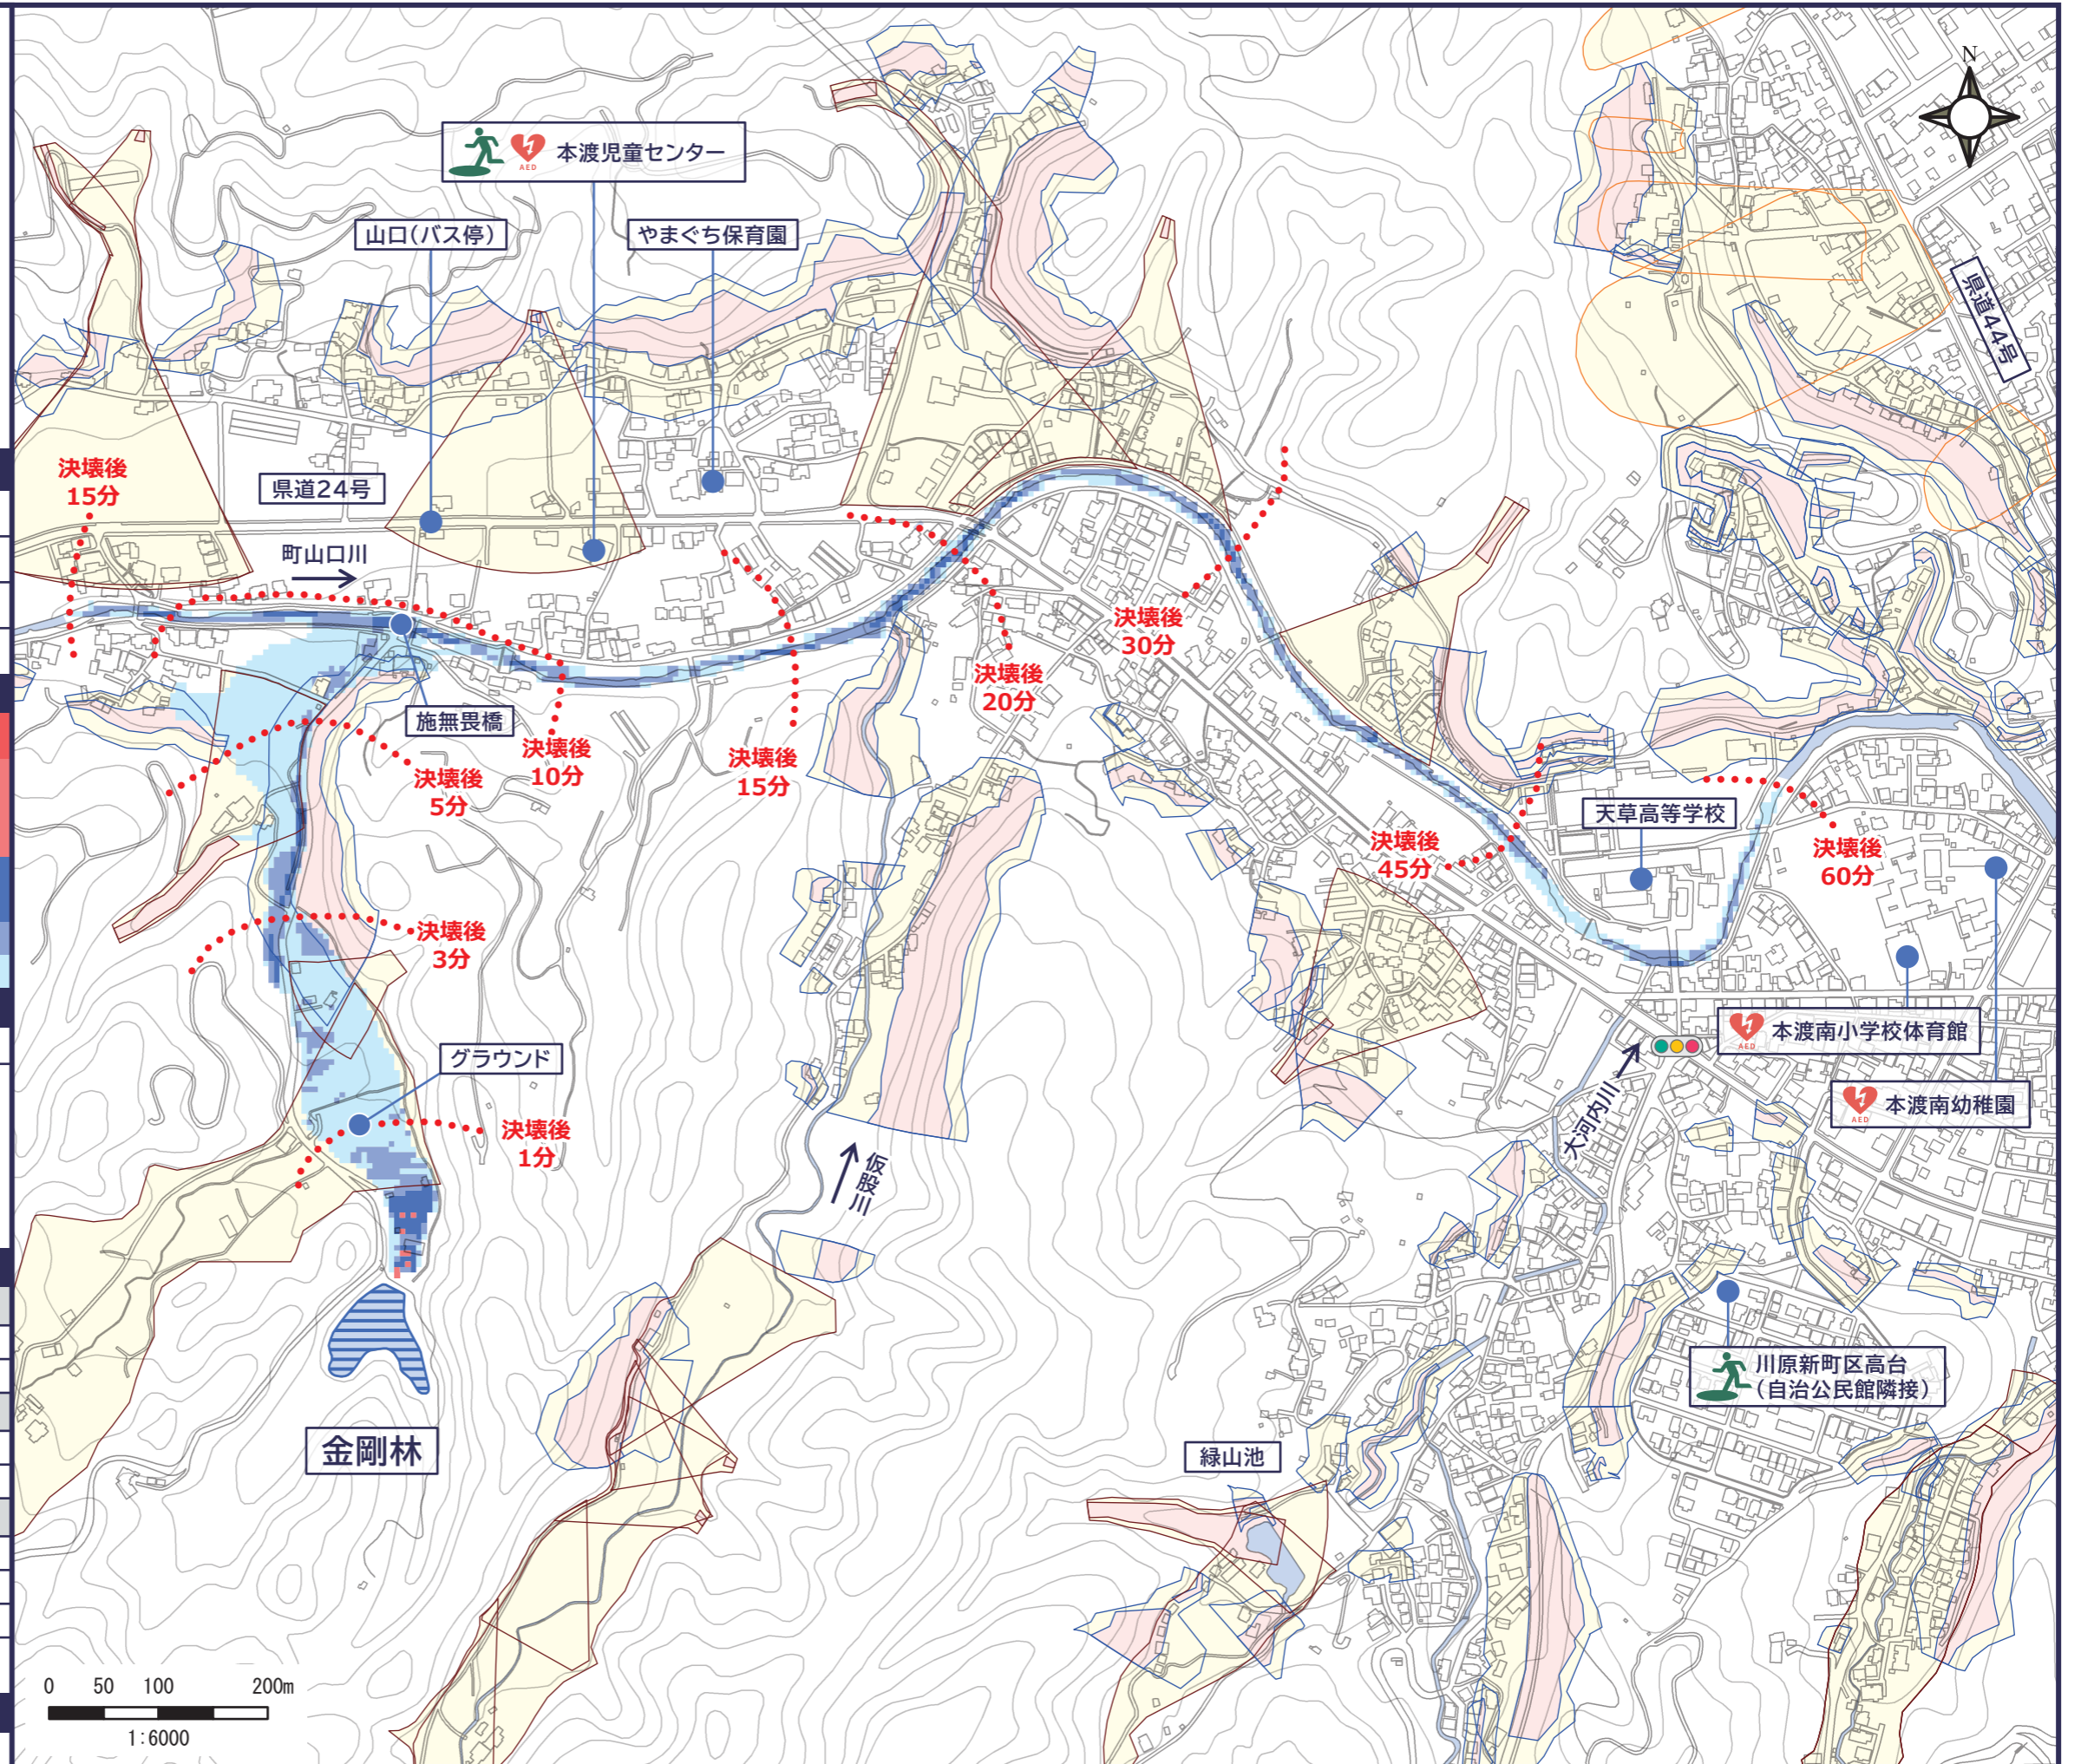 N
AED
本渡児童センター
山口(バス停)
やまぐち保育園
県道44号
決壊後
15分
県道24号
町山口川
施無畏橋
決壊後
5分
決壊後
10分
決壊後
15分
決壊後
20分
決壊後
30分
天草高等学校
決壊後
45分
決壊後
60分
決壊後
3分
グラウンド
決壊後
1分
AED
本渡南小学校体育館
AED
本渡南幼稚園
大河内川
仮股川
川原新町区高台
(自治公民館隣接)
金剛林
緑山池
0 50 100 200m
1:6000